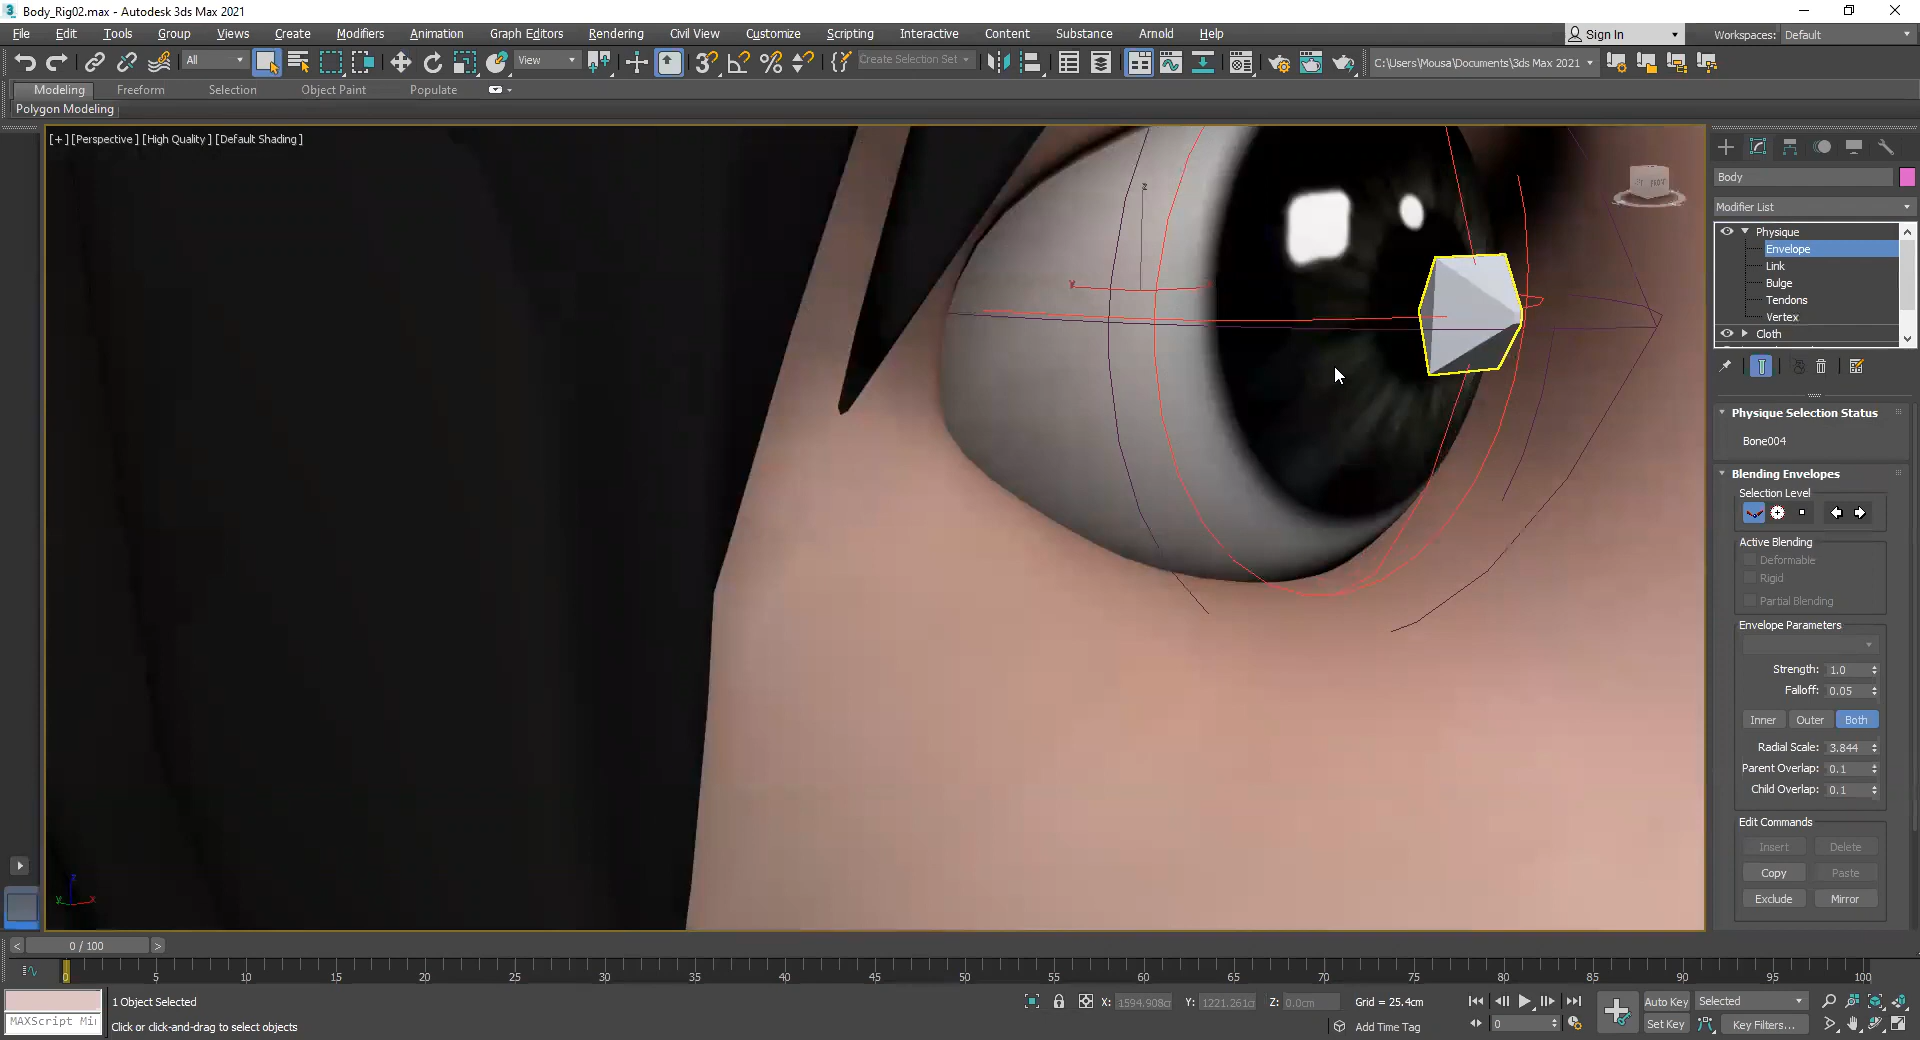 Body_Rig02.max - Autodesk 3ds Max 2021
File Edit Tools Group Views Create Modifiers Animation Graph Editors Rendering Civil View Customize Scripting Interactive Content Substance Arnold Help Sign In Workspaces: Default
All View Create Selection Set C:\Users\Mousa\Documents\3ds Max 2021
Modeling Freeform Selection Object Paint Populate
Polygon Modeling
[+] [Perspective] [High Quality] [Default Shading]
Body
Modifier List
Physique
Envelope
Link
Bulge
Tendons
Vertex
Cloth
Physique Selection Status
Bone004
Blending Envelopes
Selection Level
Active Blending
Deformable
Rigid
Partial Blending
Envelope Parameters
Strength: 1.0
Falloff: 0.05
Inner Outer Both
Radial Scale: 3.844
Parent Overlap: 0.1
Child Overlap: 0.1
Edit Commands
Insert Delete
Copy Paste
Exclude Mirror
z
y
z
y x
< 0 / 100 >
0 5 10 15 20 25 30 35 40 45 50 55 60 65 70 75 80 85 90 95 100
1 Object Selected X: -1594.908c Y: 1221.261c Z: 0.0cm Grid = 25.4cm Auto Key Selected
MAXScript Mi
Click or click-and-drag to select objects Add Time Tag 0 Set Key Key Filters...